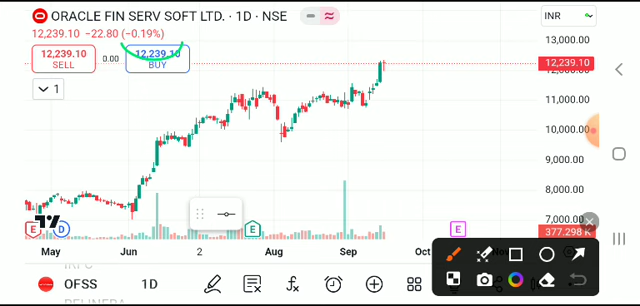 ORACLE FIN SERV SOFT LTD. · 1D · NSE
INR
12,239.10 −22.80 (−0.19%)
12,239.10
SELL
0.00
12,239.10
BUY
1
13,000.00
12,239.10
11,000.00
10,000.00
9,000.00
8,000.00
7,000.00
377.298 K
E
D
E
E
May
Jun
2
Aug
Sep
Oct
OFSS
1D